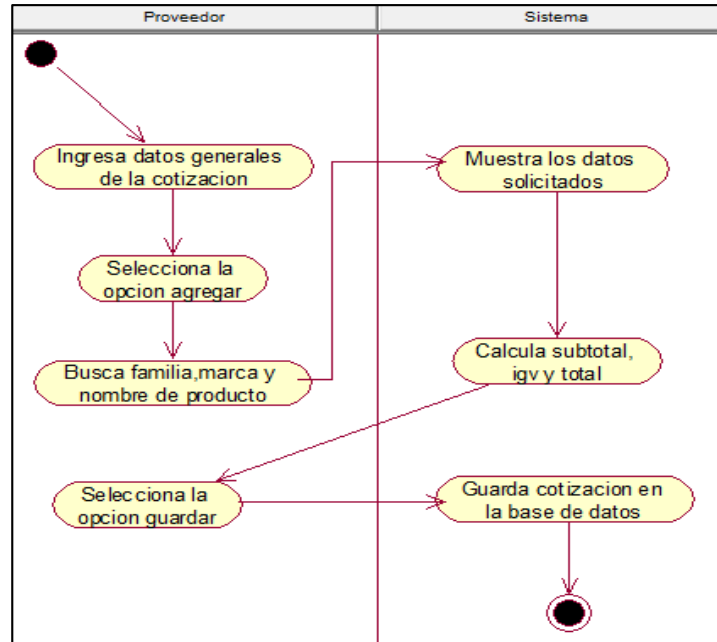 Proveedor
Sistema
Ingresa datos generales
de la cotizacion
Muestra los datos
solicitados
Selecciona la
opcion agregar
Busca familia,marca y
nombre de producto
Calcula subtotal,
igv y total
Selecciona la
opcion guardar
Guarda cotizacion en
la base de datos